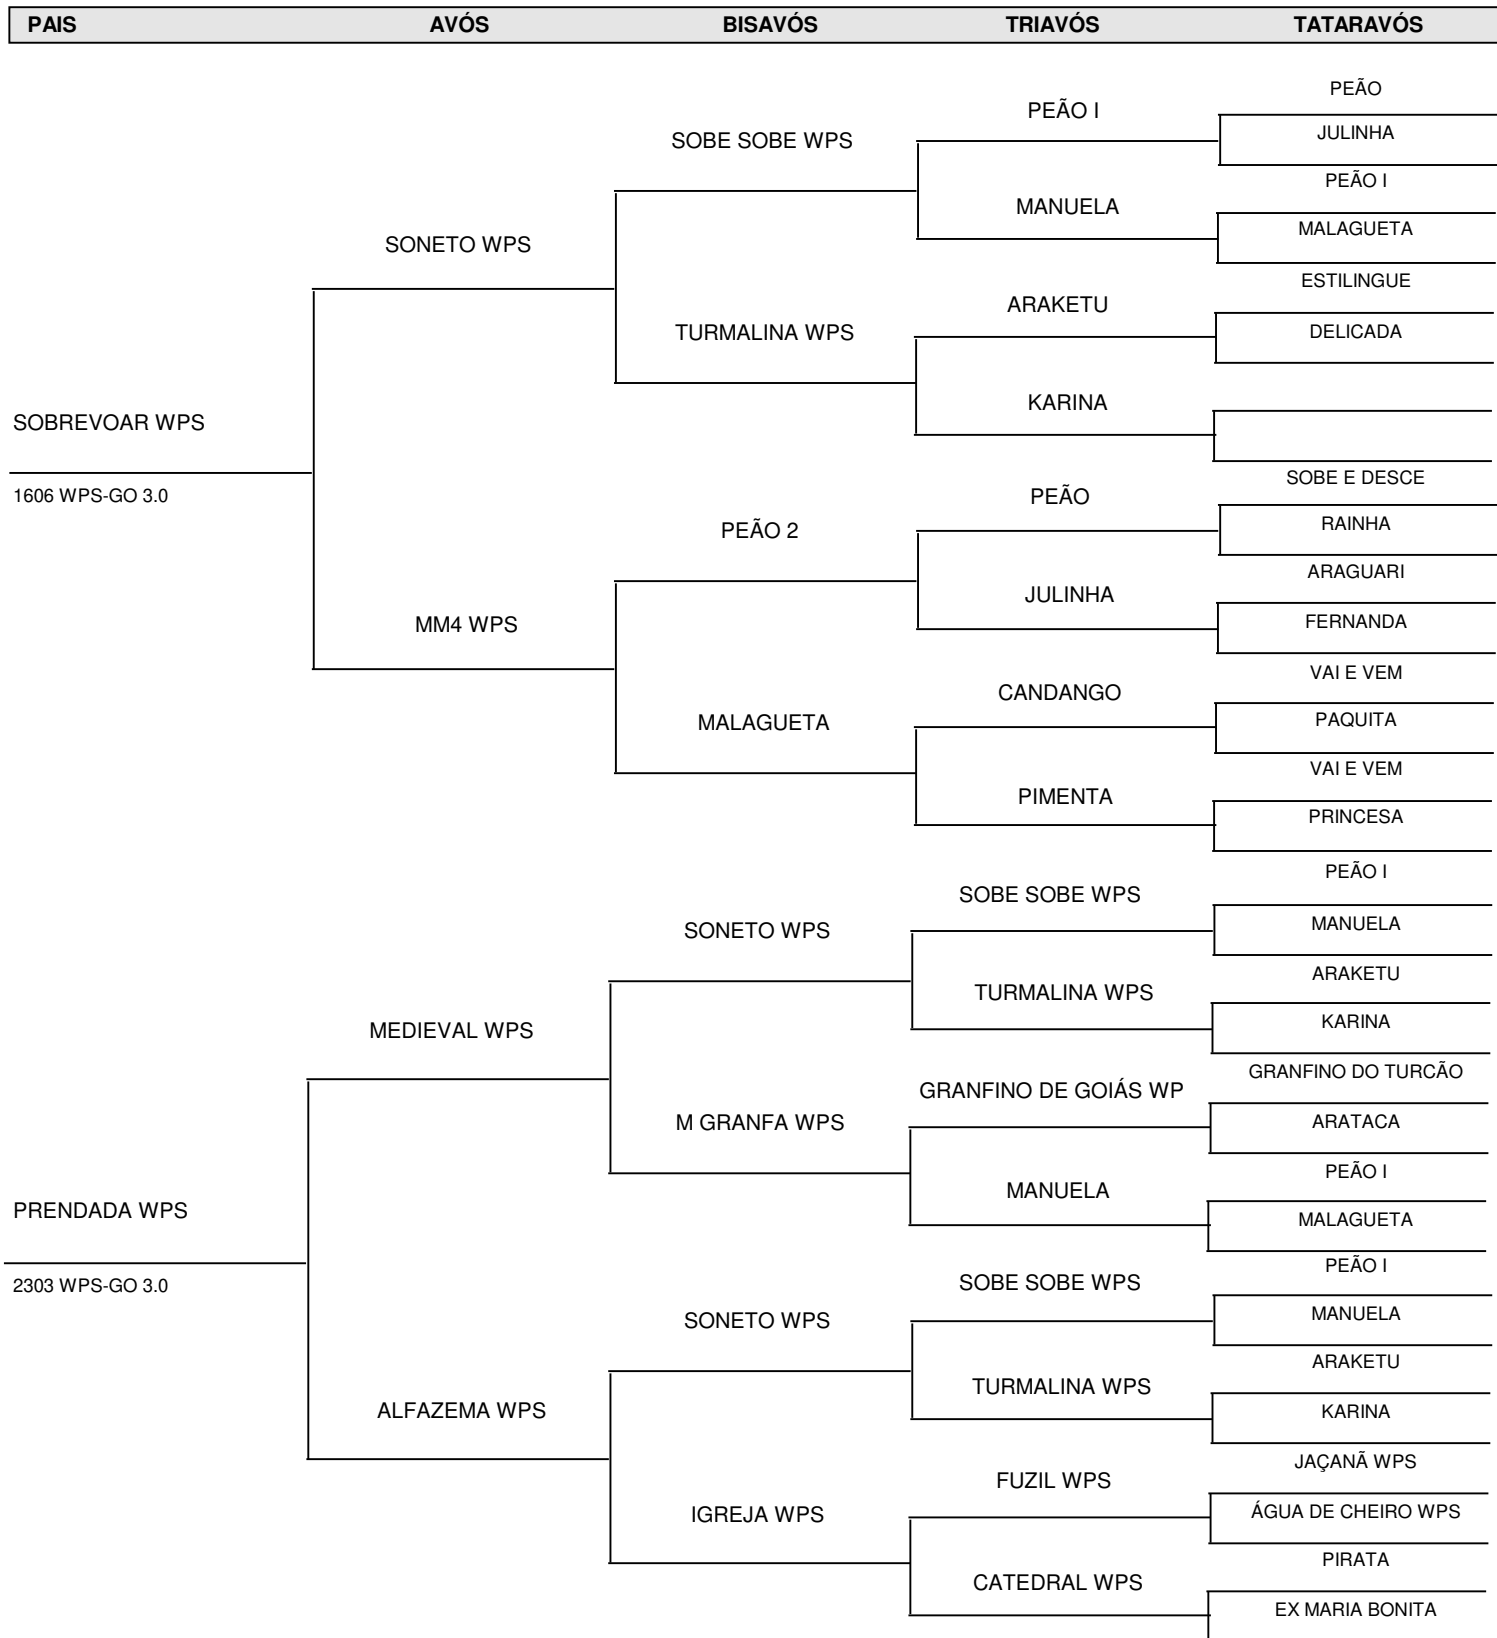 PAIS AVÓS BISAVÓS TRIAVÓS TATARAVÓS
PEÃO
PEÃO I
JULINHA
SOBE SOBE WPS
PEÃO I
MANUELA
MALAGUETA
SONETO WPS
ESTILINGUE
ARAKETU
TURMALINA WPS
DELICADA
KARINA
SOBREVOAR WPS
SOBE E DESCE
1606 WPS-GO 3.0
PEÃO
RAINHA
PEÃO 2
ARAGUARI
JULINHA
FERNANDA
MM4 WPS
VAI E VEM
CANDANGO
PAQUITA
MALAGUETA
VAI E VEM
PIMENTA
PRINCESA
PEÃO I
SOBE SOBE WPS
MANUELA
SONETO WPS
ARAKETU
TURMALINA WPS
KARINA
MEDIEVAL WPS
GRANFINO DO TURCÃO
GRANFINO DE GOIÁS WP
ARATACA
M GRANFA WPS
PEÃO I
MANUELA
PRENDADA WPS
MALAGUETA
PEÃO I
2303 WPS-GO 3.0
SOBE SOBE WPS
MANUELA
SONETO WPS
ARAKETU
TURMALINA WPS
ALFAZEMA WPS
KARINA
JAÇANÃ WPS
FUZIL WPS
ÁGUA DE CHEIRO WPS
IGREJA WPS
PIRATA
CATEDRAL WPS
EX MARIA BONITA